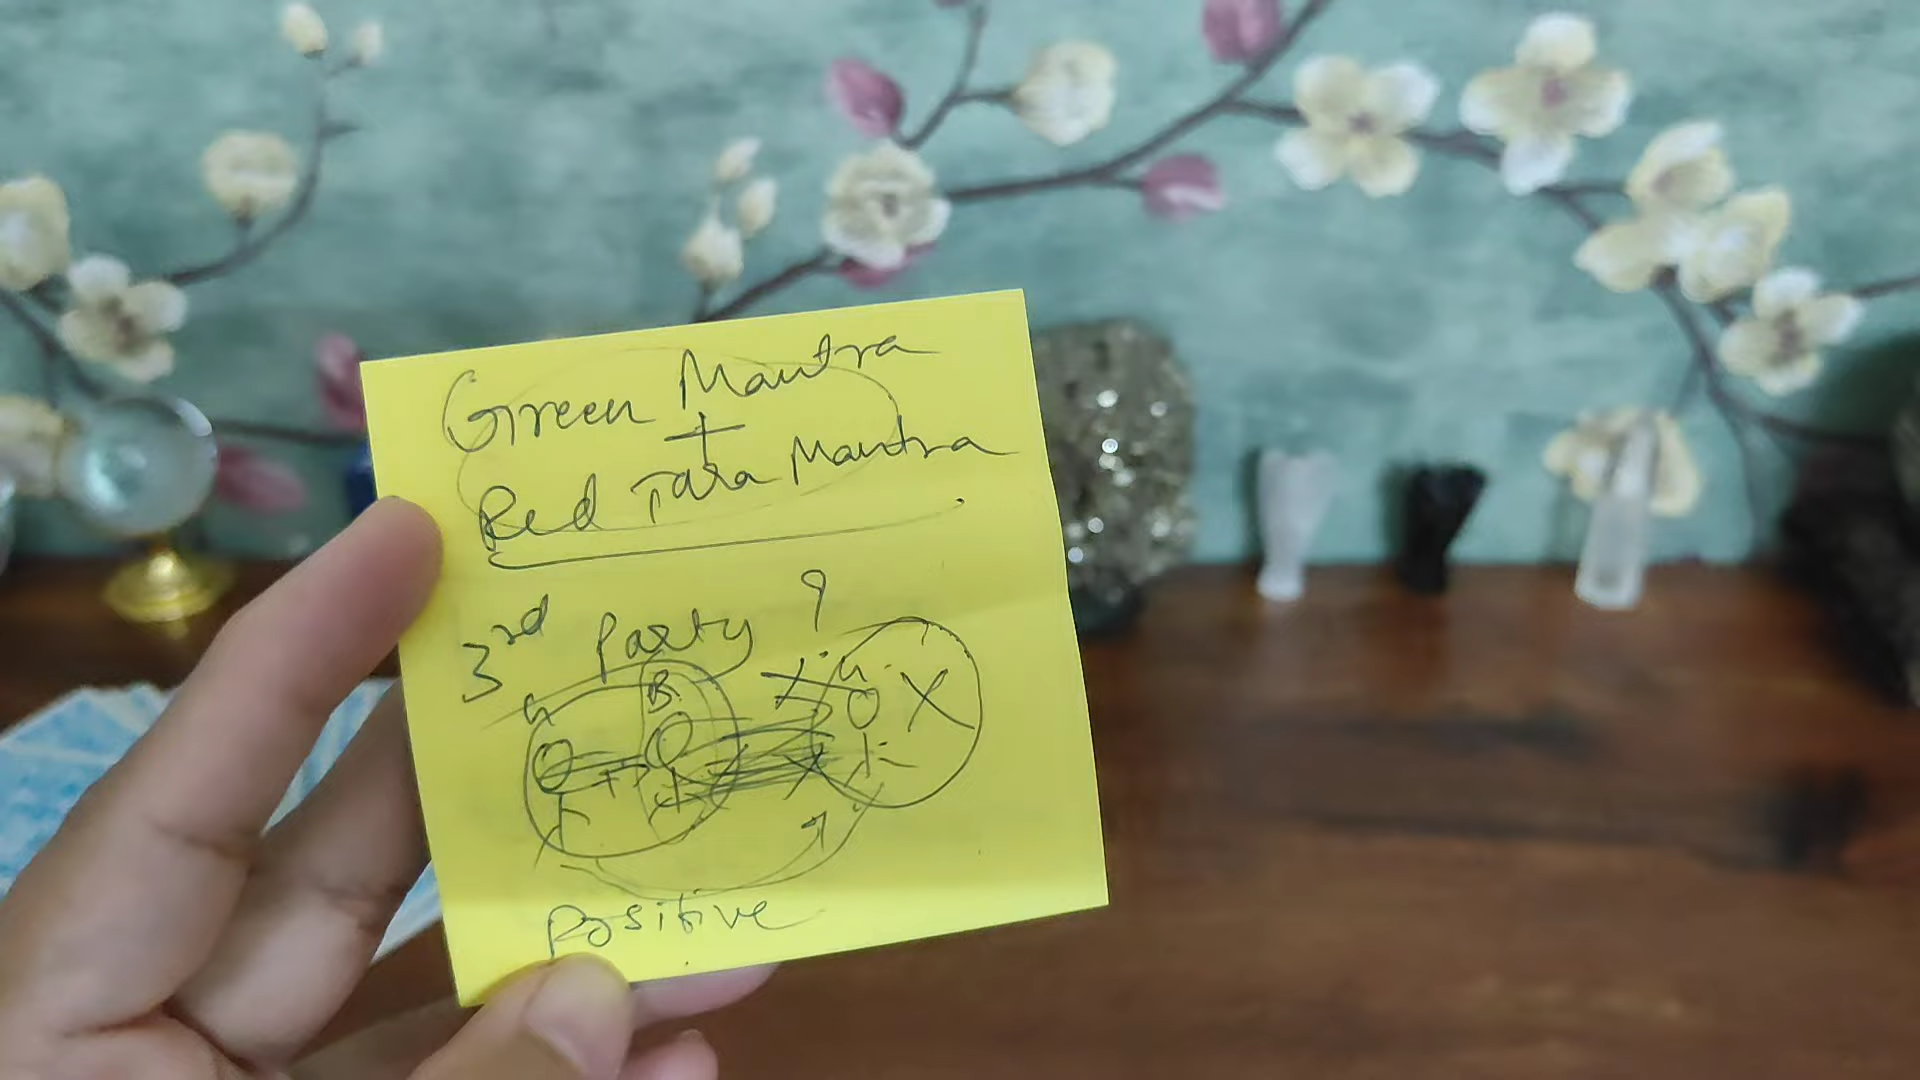 Green Mantra
+
Red Tara Mantra
3rd Party ?
B.
Positive